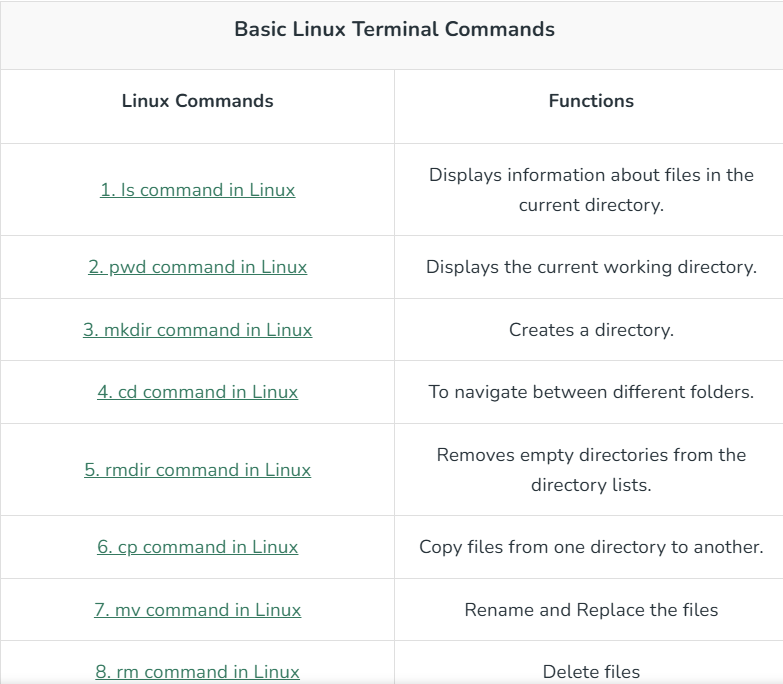 Basic Linux Terminal Commands
Linux Commands
Functions
1. ls command in Linux
Displays information about files in the
current directory.
2. pwd command in Linux
Displays the current working directory.
3. mkdir command in Linux
Creates a directory.
4. cd command in Linux
To navigate between different folders.
5. rmdir command in Linux
Removes empty directories from the
directory lists.
6. cp command in Linux
Copy files from one directory to another.
7. mv command in Linux
Rename and Replace the files
8. rm command in Linux
Delete files